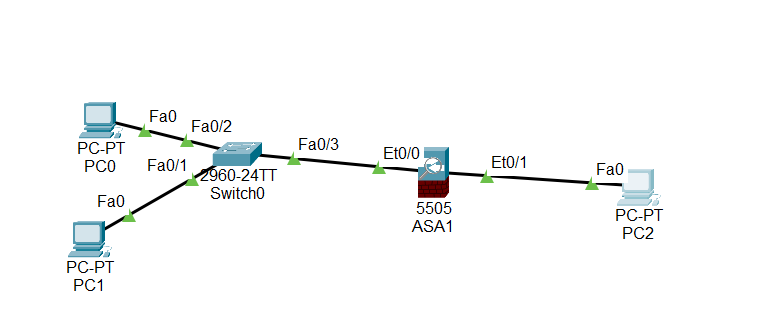 Fa0
Fa0/2
PC-PT
PC0
Fa0/1
Fa0
PC-PT
PC1
2960-24TT
Switch0
Fa0/3
Et0/0
5505
ASA1
Et0/1
Fa0
PC-PT
PC2